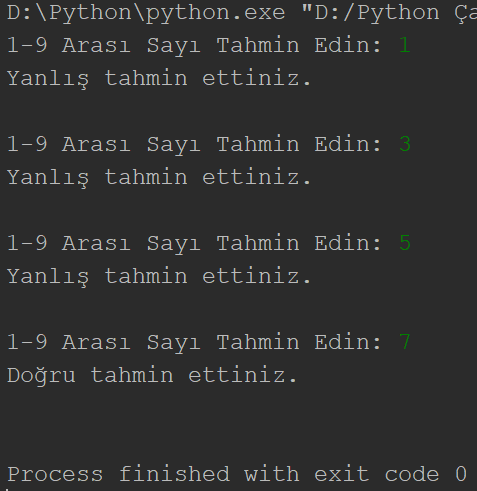 D:\Python\python.exe "D:/Python Ça
1-9 Arası Sayı Tahmin Edin: 1
Yanlış tahmin ettiniz.
1-9 Arası Sayı Tahmin Edin: 3
Yanlış tahmin ettiniz.
1-9 Arası Sayı Tahmin Edin: 5
Yanlış tahmin ettiniz.
1-9 Arası Sayı Tahmin Edin: 7
Doğru tahmin ettiniz.
Process finished with exit code 0